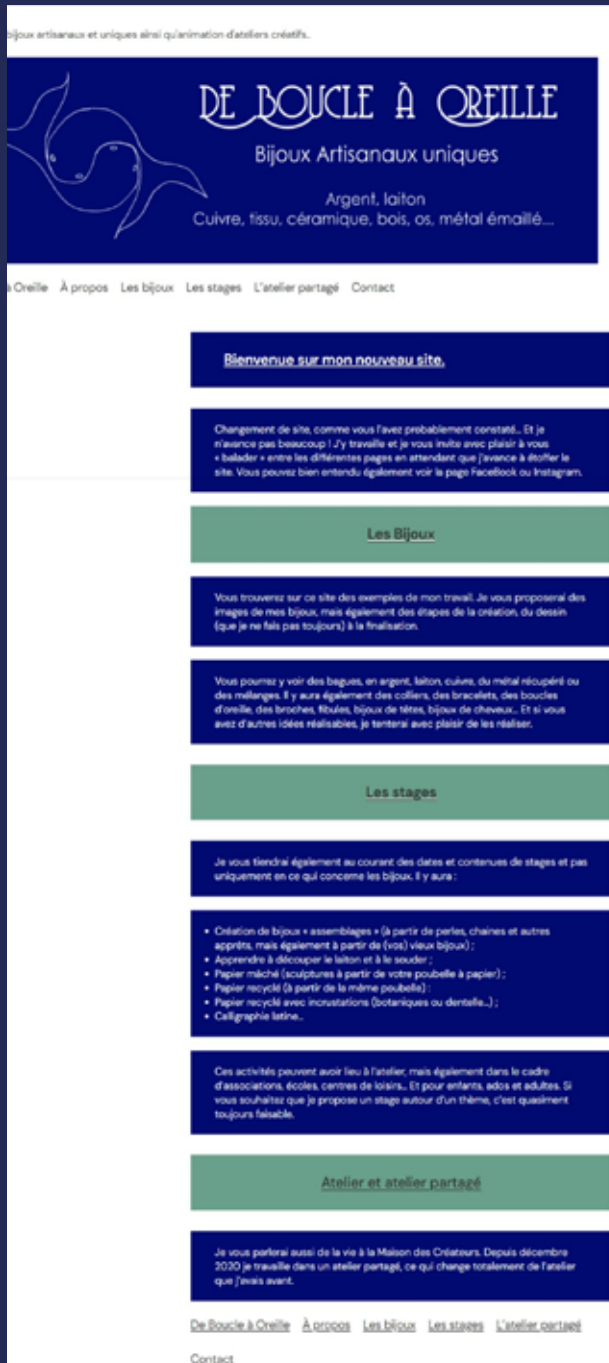 bijoux artisanaux et uniques ainsi qu'animation d'ateliers créatifs..
DE BOUCLE À OREILLE
Bijoux Artisanaux uniques
Argent, laiton
Cuivre, tissu, céramique, bois, os, métal émaillé...
à Oreille À propos Les bijoux Les stages L'atelier partagé Contact
Bienvenue sur mon nouveau site.
Changement de site, comme vous l'avez probablement constaté... Et je
n'avance pas beaucoup ! J'y travaille et je vous invite avec plaisir à vous
« balader » entre les différentes pages en attendant que j'avance à étoffer le
site. Vous pouvez bien entendu également voir la page FaceBook ou Instagram.
Les Bijoux
Vous trouverez sur ce site des exemples de mon travail. Je vous proposerai des
images de mes bijoux, mais également des étapes de la création, du dessin
(que je ne fais pas toujours) à la finalisation.
Vous pourrez y voir des bagues, en argent, laiton, cuivre, du métal récupéré ou
des mélanges. Il y aura également des colliers, des bracelets, des boucles
d'oreille, des broches, fibules, bijoux de têtes, bijoux de cheveux... Et si vous
avez d'autres idées réalisables, je tenterai avec plaisir de les réaliser.
Les stages
Je vous tiendrai également au courant des dates et contenues de stages et pas
uniquement en ce qui concerne les bijoux. Il y aura :
• Création de bijoux « assemblages » (à partir de perles, chaines et autres
apprêts, mais également à partir de (vos) vieux bijoux) ;
• Apprendre à découper le laiton et à le souder ;
• Papier mâché (sculptures à partir de votre poubelle à papier) ;
• Papier recyclé (à partir de la même poubelle) :
• Papier recyclé avec incrustations (botaniques ou dentelle...) ;
• Calligraphie latine...
Ces activités peuvent avoir lieu à l'atelier, mais également dans le cadre
d'associations, écoles, centres de loisirs... Et pour enfants, ados et adultes. Si
vous souhaitez que je propose un stage autour d'un thème, c'est quasiment
toujours faisable.
Atelier et atelier partagé
Je vous parlerai aussi de la vie à la Maison des Créateurs. Depuis décembre
2020 je travaille dans un atelier partagé, ce qui change totalement de l'atelier
que j'avais avant.
De Boucle à Oreille À propos Les bijoux Les stages L'atelier partagé
Contact